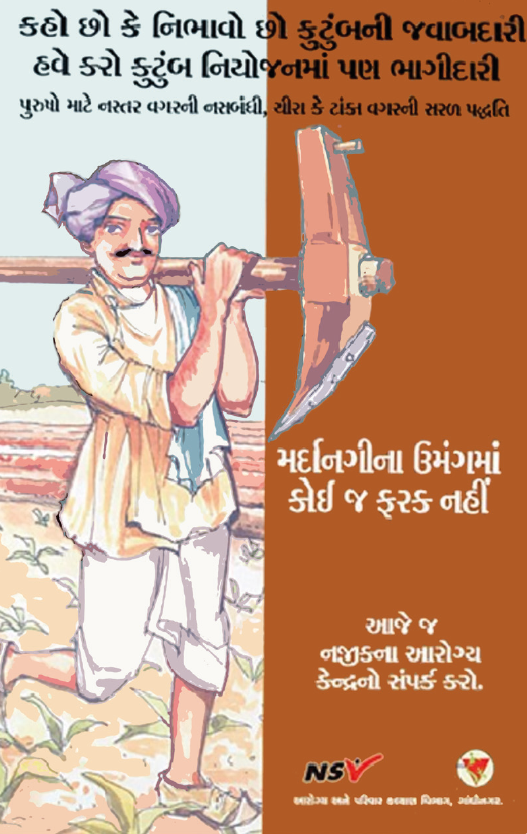 કહો છો કે નિભાવો છો કુટુંબની જવાબદારી
હવે કરો કુટુંબ નિયોજનમાં પણ ભાગીદારી
પુરુષો માટે નસ્તર વગરની નસબંધી, ચીરા કે ટાંકા વગરની સરળ પદ્ધતિ
મર્દાનગીના ઉમંગમાં
કોઈ જ ફરક નહીં
આજે જ
નજીકના આરોગ્ય
કેન્દ્રનો સંપર્ક કરો.
NSV
આરોગ્ય અને પરિવાર કલ્યાણ વિભાગ, ગાંધીનગર.